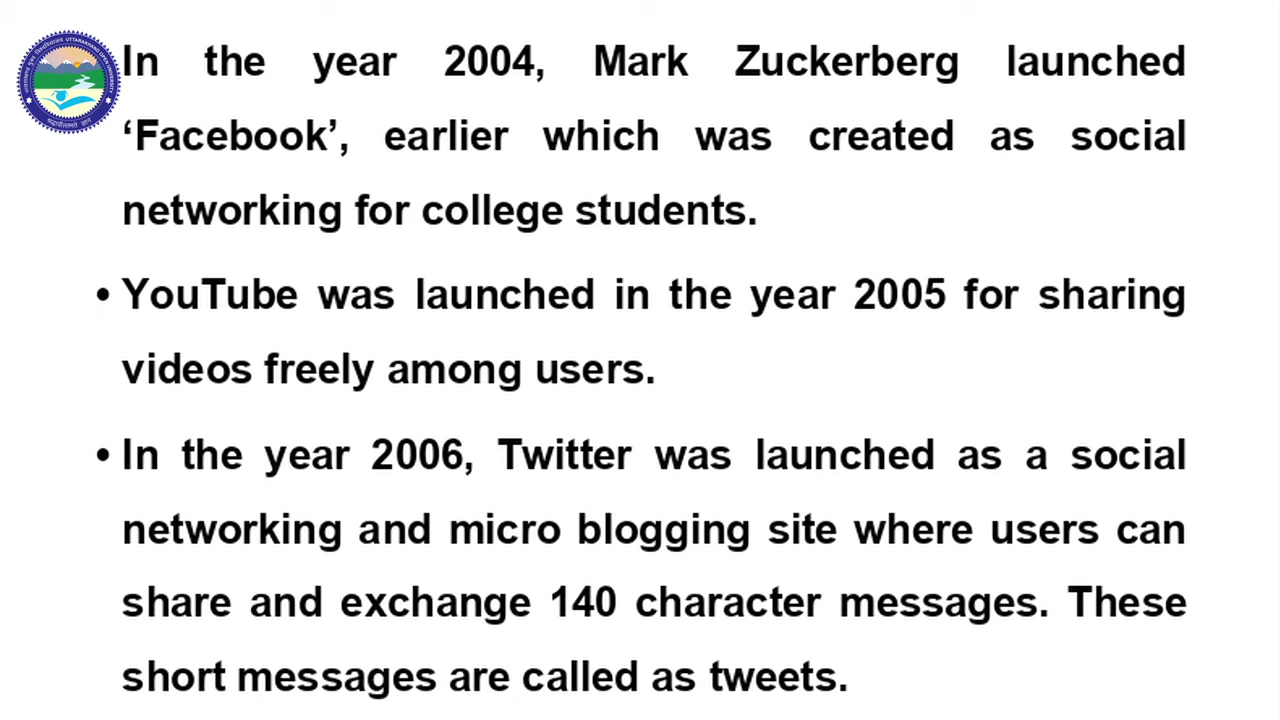 In the year 2004, Mark Zuckerberg launched
‘Facebook’, earlier which was created as social
networking for college students.
• YouTube was launched in the year 2005 for sharing
videos freely among users.
• In the year 2006, Twitter was launched as a social
networking and micro blogging site where users can
share and exchange 140 character messages. These
short messages are called as tweets.